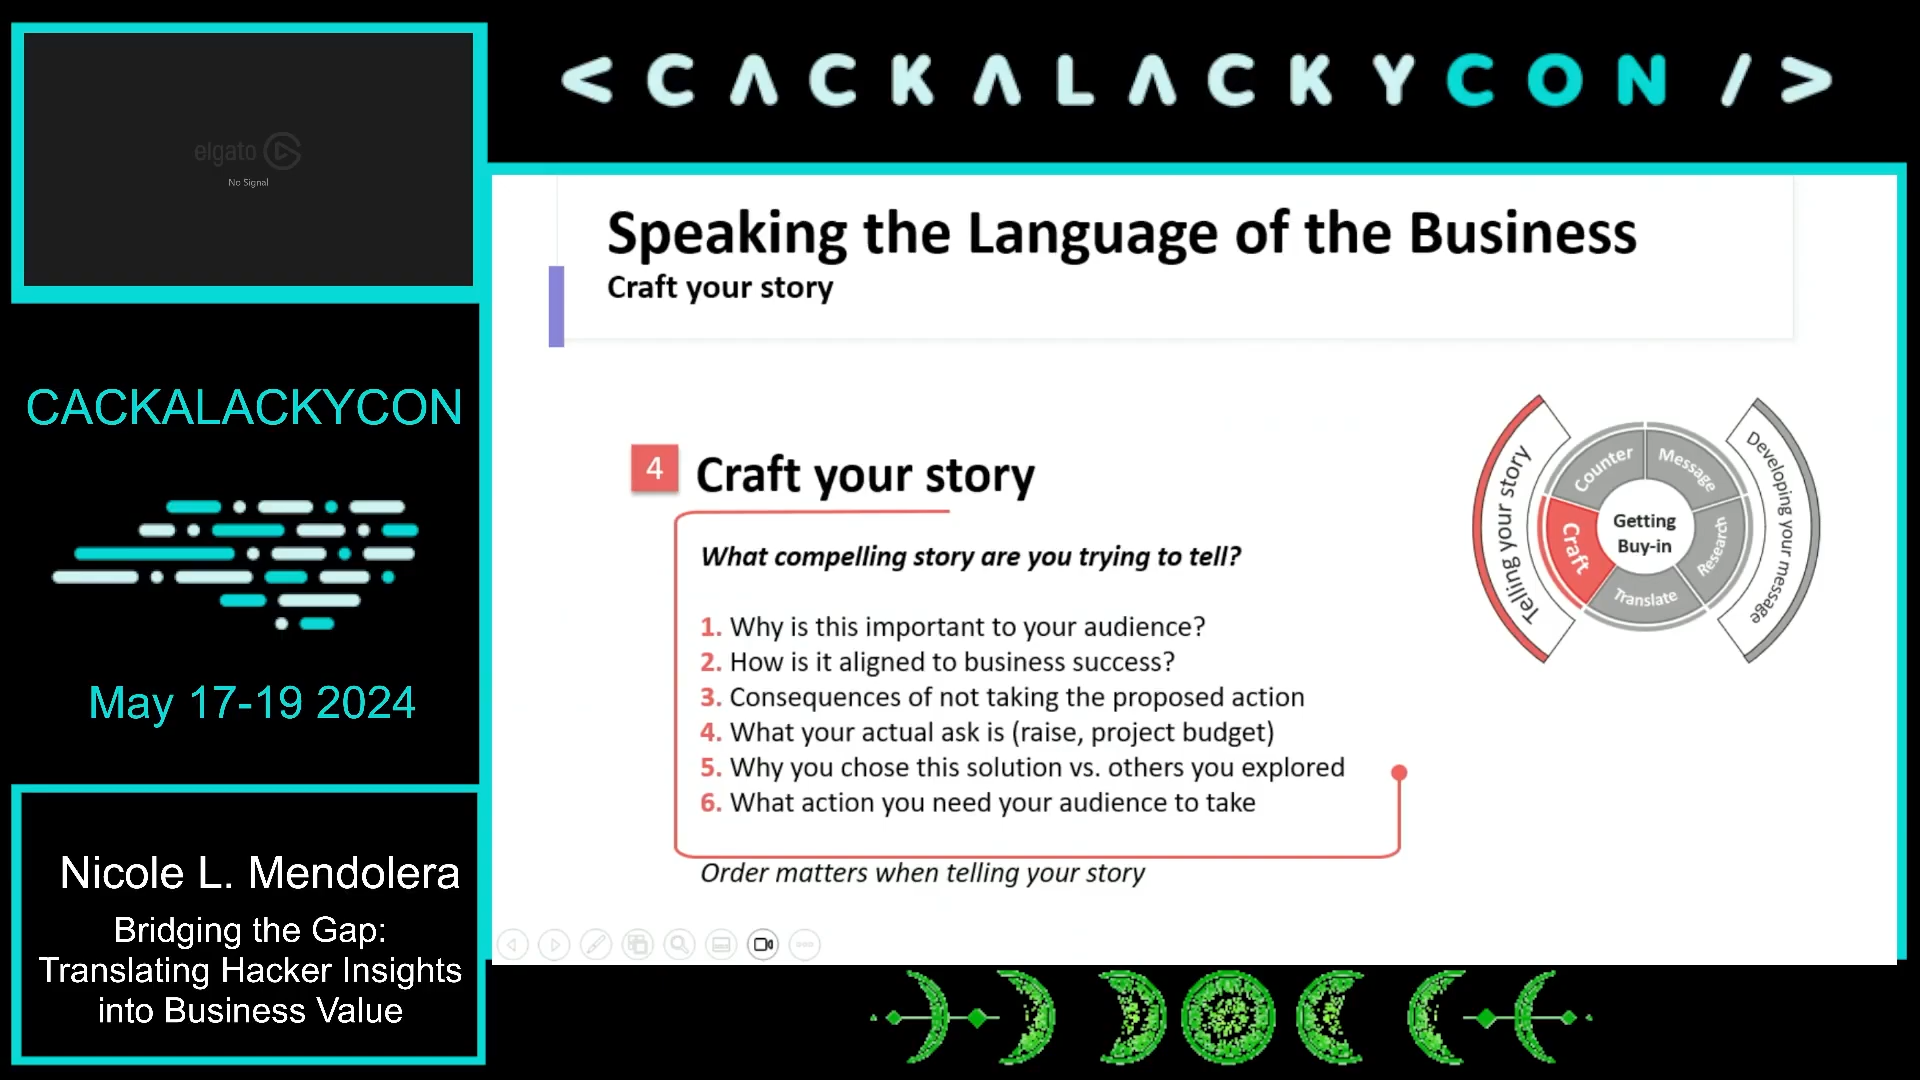 <CACKALACKYCON/>
elgato
No Signal
CACKALACKYCON
May 17-19 2024
Nicole L. Mendolera
Bridging the Gap:
Translating Hacker Insights
into Business Value
Speaking the Language of the Business
Craft your story
4
Craft your story
What compelling story are you trying to tell?
1. Why is this important to your audience?
2. How is it aligned to business success?
3. Consequences of not taking the proposed action
4. What your actual ask is (raise, project budget)
5. Why you chose this solution vs. others you explored
6. What action you need your audience to take
Order matters when telling your story
Telling your story
Counter
Message
Craft
Getting
Buy-in
Research
Translate
Developing your message